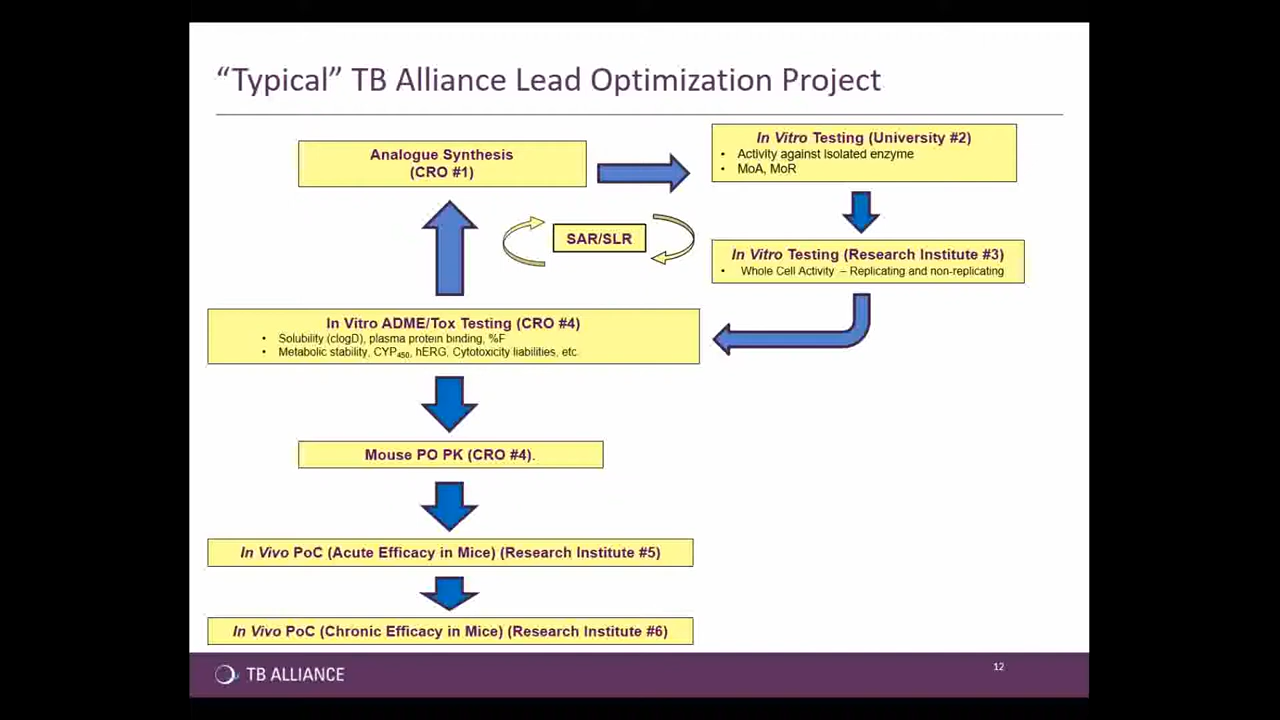 “Typical” TB Alliance Lead Optimization Project
Analogue Synthesis
(CRO #1)
In Vitro Testing (University #2)
• Activity against Isolated enzyme
• MoA, MoR
SAR/SLR
In Vitro Testing (Research Institute #3)
• Whole Cell Activity – Replicating and non-replicating
In Vitro ADME/Tox Testing (CRO #4)
• Solubility (clogD), plasma protein binding, %F
• Metabolic stability, CYP450, hERG, Cytotoxicity liabilities, etc
Mouse PO PK (CRO #4).
In Vivo PoC (Acute Efficacy in Mice) (Research Institute #5)
In Vivo PoC (Chronic Efficacy in Mice) (Research Institute #6)
TB ALLIANCE
12